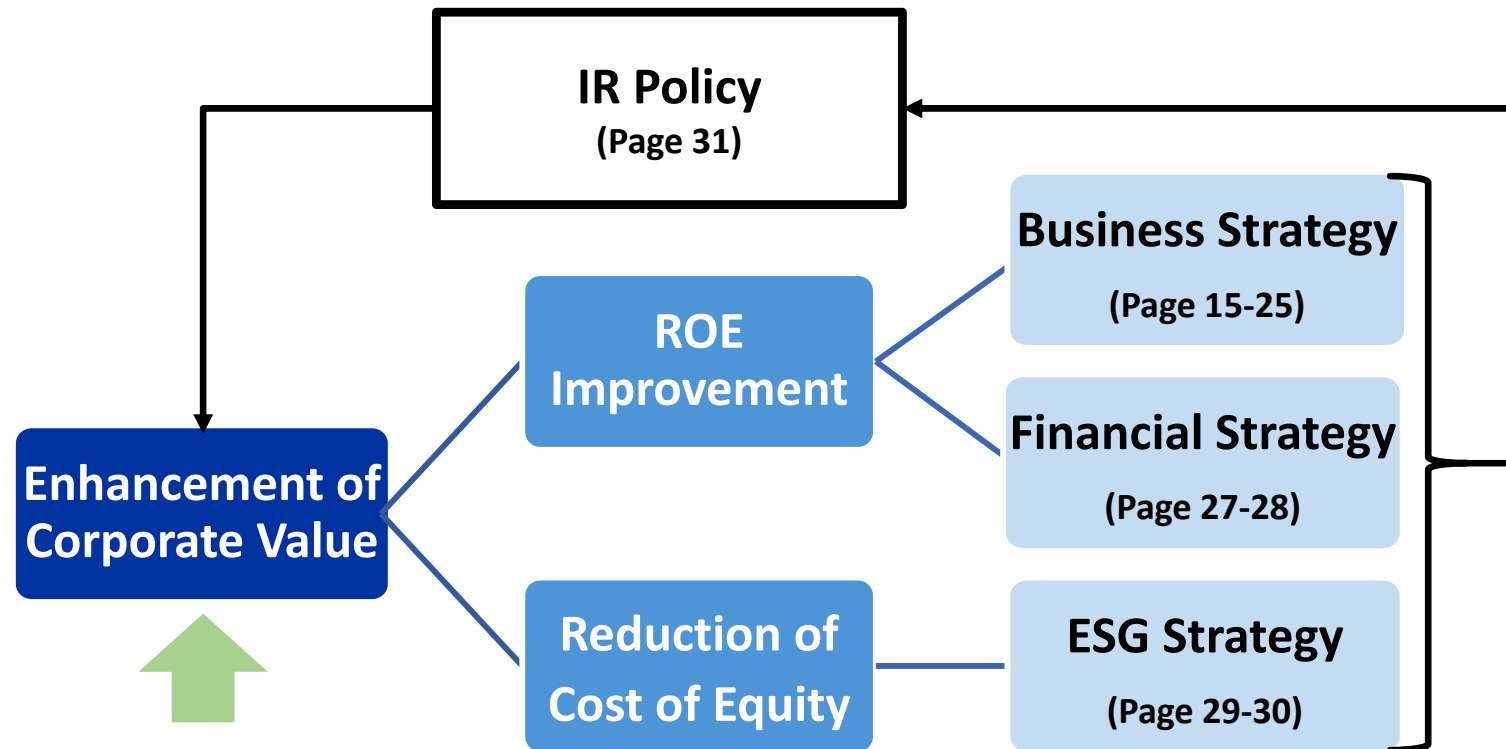 IR Policy
(Page 31)
Business Strategy
(Page 15-25)
ROE
Improvement
Financial Strategy
(Page 27-28)
Enhancement of
Corporate Value
Reduction of
Cost of Equity
ESG Strategy
(Page 29-30)